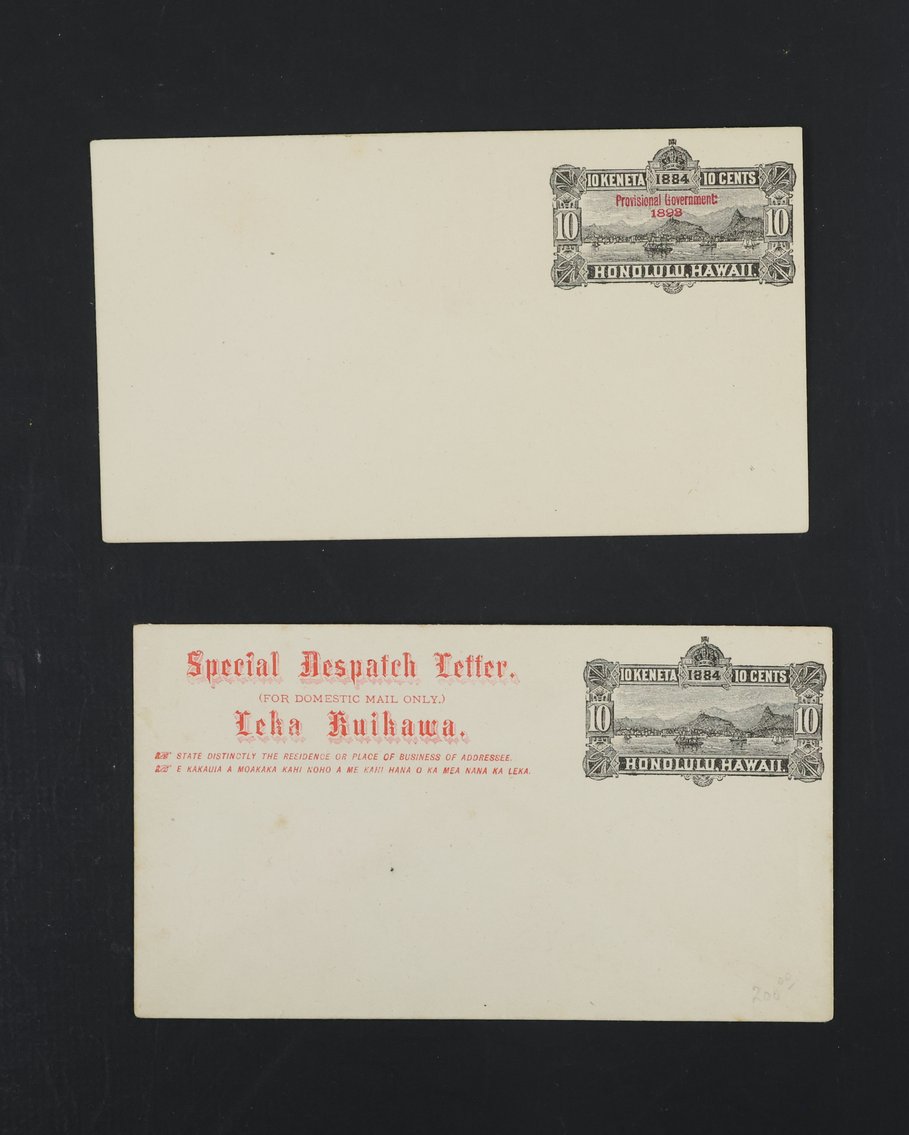 10 KENETA 1884 10 CENTS
Provisional Government
1893
10 10
HONOLULU, HAWAII.
Special Despatch Letter.
(FOR DOMESTIC MAIL ONLY.)
Leka Kuikawa.
STATE DISTINCTLY THE RESIDENCE OR PLACE OF BUSINESS OF ADDRESSEE.
E KAKAUIA A MOAKAKA KAHI NOHO A ME KAHI HANA O KA MEA NANA KA LEKA.
10 KENETA 1884 10 CENTS
10 10
HONOLULU, HAWAII.
200 00